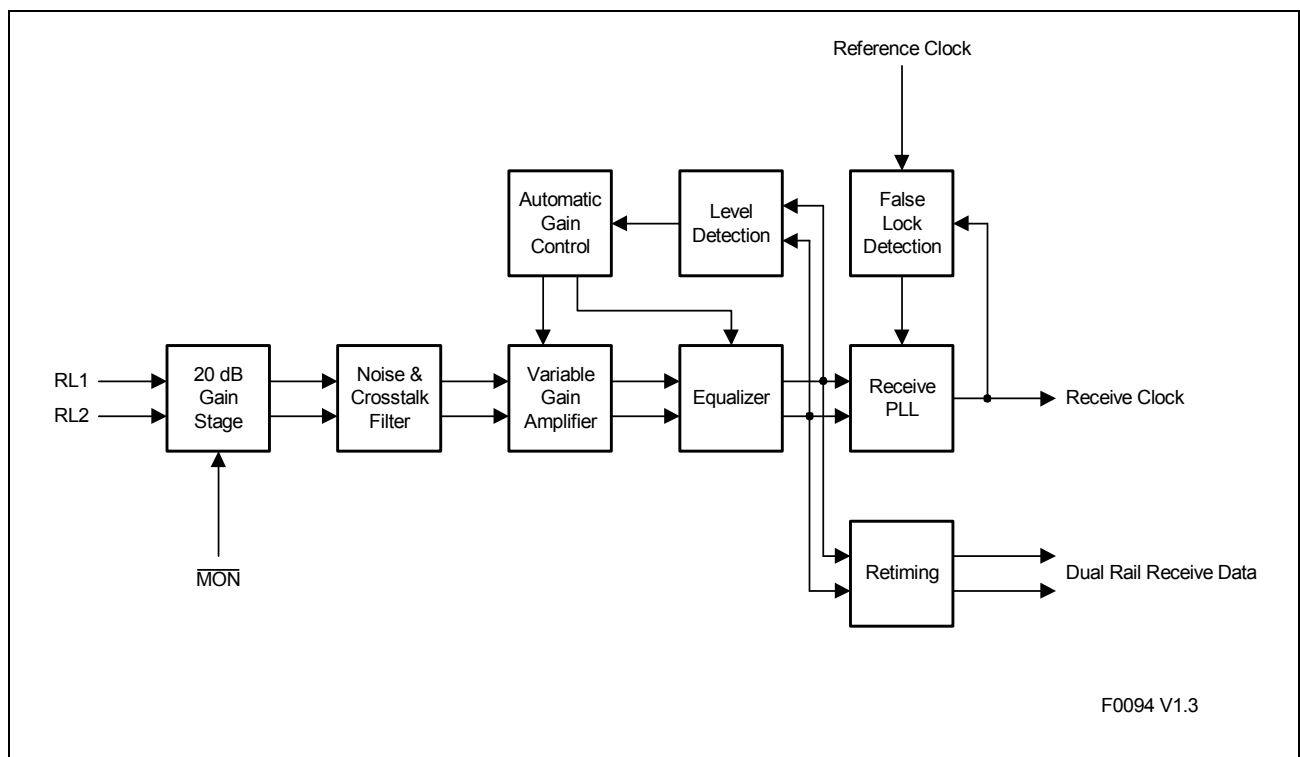 Reference Clock
Automatic
Gain
Control
Level
Detection
False
Lock
Detection
RL1
RL2
20 dB
Gain
Stage
Noise &
Crosstalk
Filter
Variable
Gain
Amplifier
Equalizer
Receive
PLL
Receive Clock
M̅O̅N̅
Retiming
Dual Rail Receive Data
F0094 V1.3